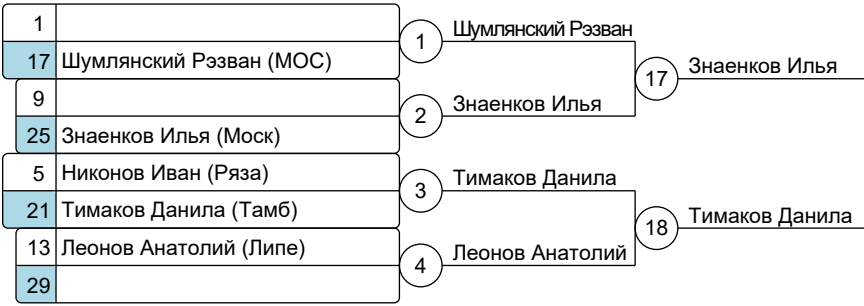 1
17 Шумлянский Рэзван (МОС)
9
25 Знаенков Илья (Моск)
5 Никонов Иван (Ряза)
21 Тимаков Данила (Тамб)
13 Леонов Анатолий (Липе)
29
1 Шумлянский Рэзван
2 Знаенков Илья
3 Тимаков Данила
4 Леонов Анатолий
17 Знаенков Илья
18 Тимаков Данила